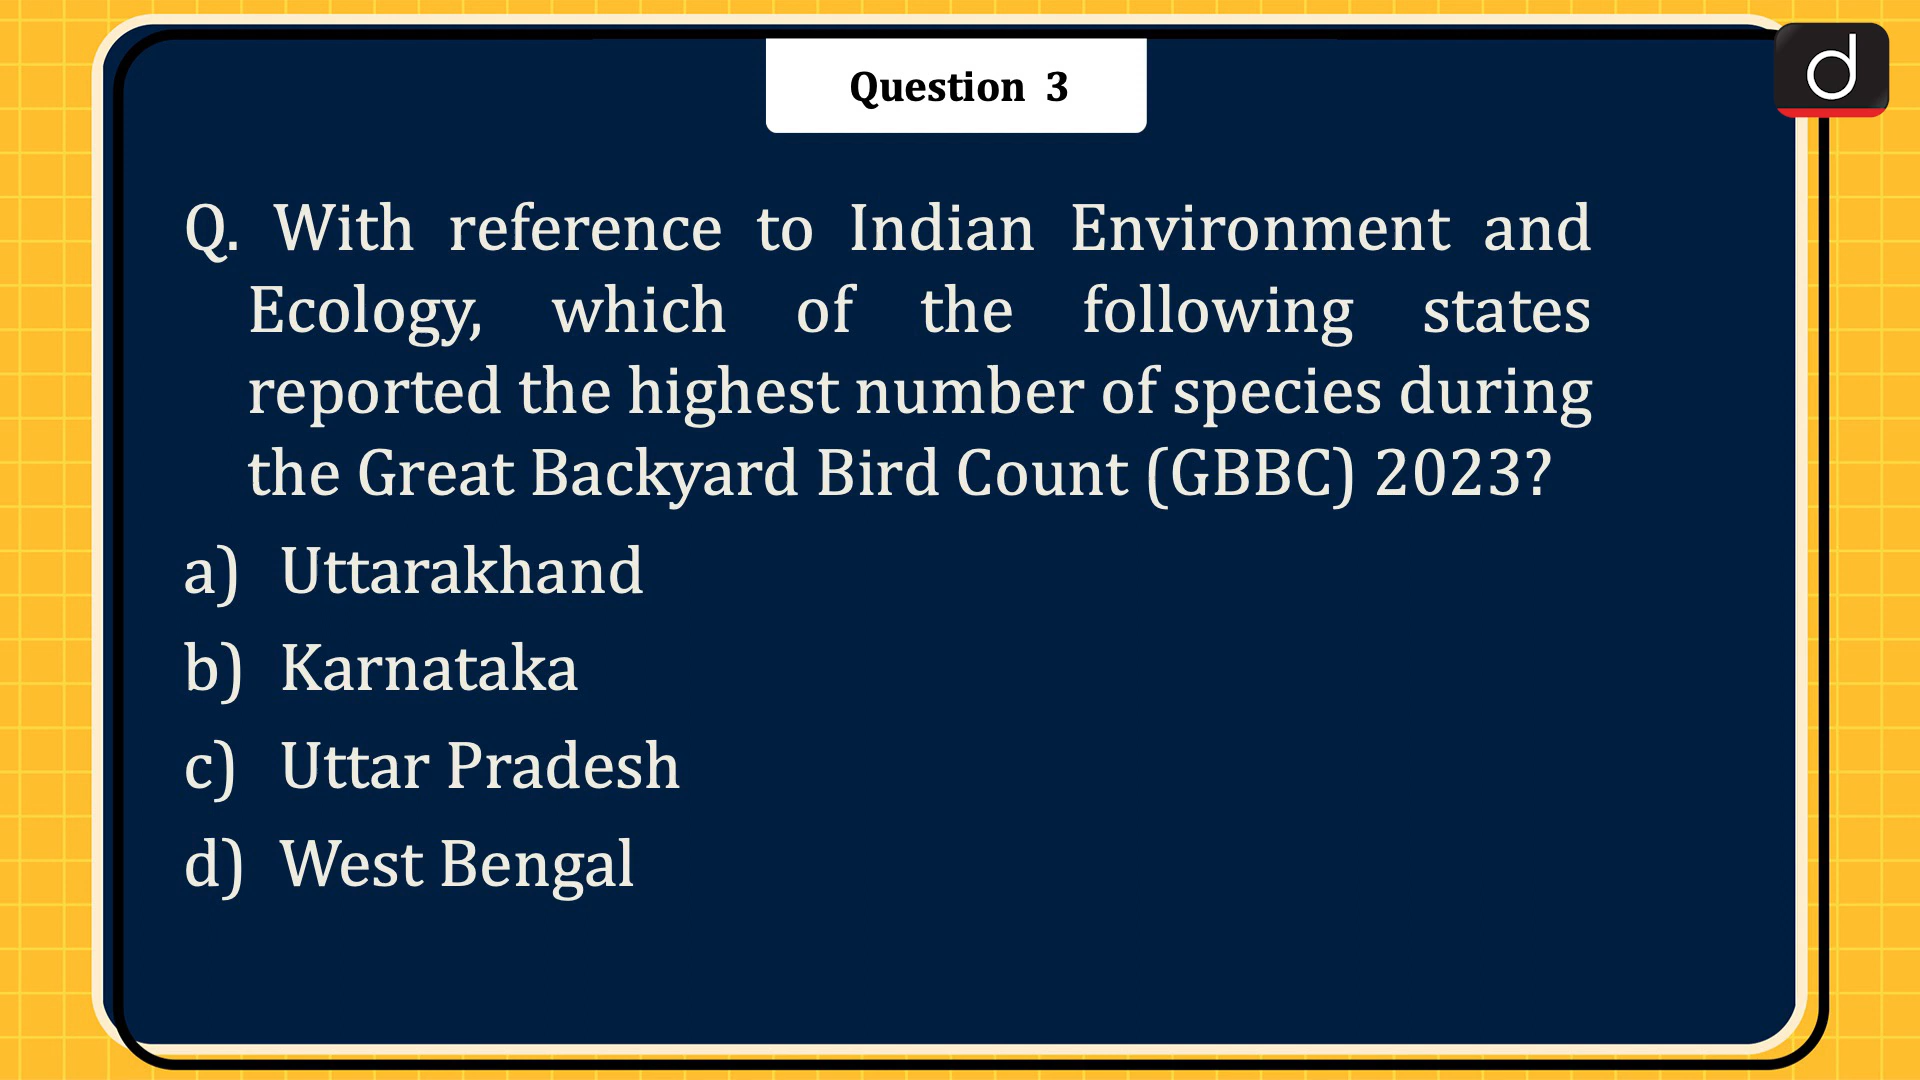 Question 3
Q. With reference to Indian Environment and
Ecology, which of the following states
reported the highest number of species during
the Great Backyard Bird Count (GBBC) 2023?
a) Uttarakhand
b) Karnataka
c) Uttar Pradesh
d) West Bengal
d